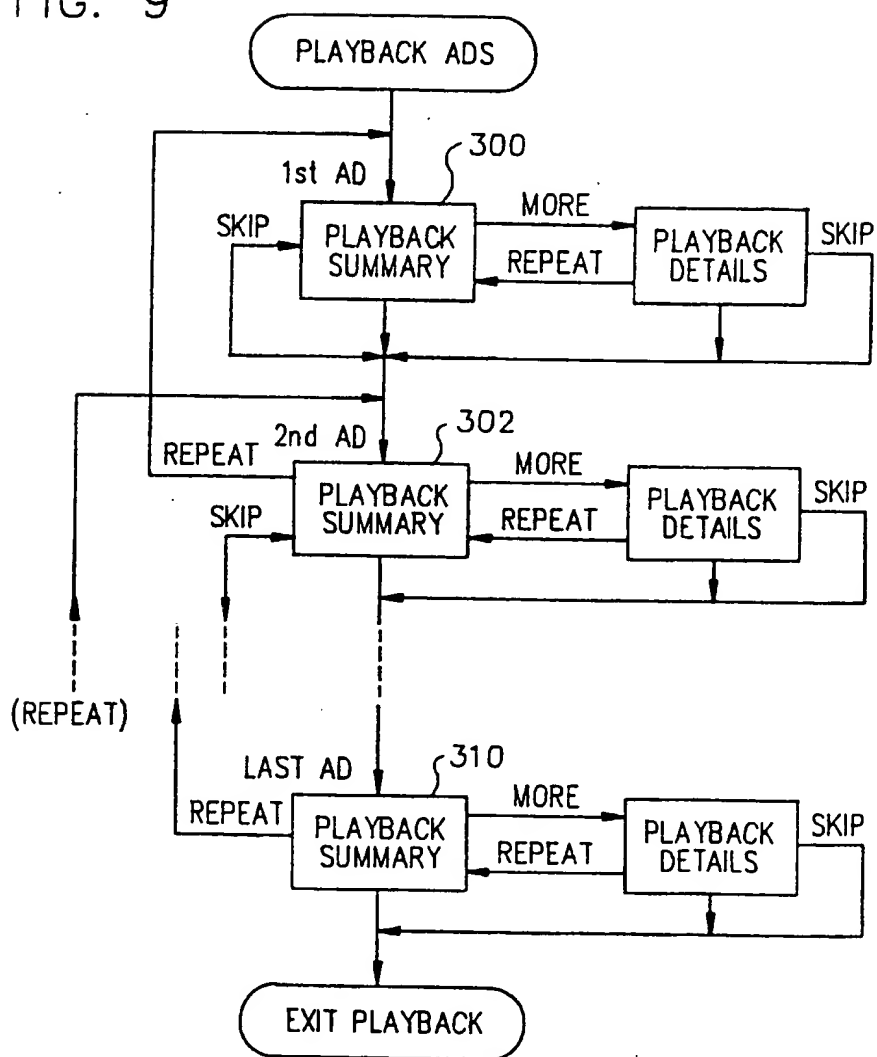 FIG. 9
PLAYBACK ADS
300
1st AD
MORE
SKIP
PLAYBACK
SUMMARY
REPEAT
PLAYBACK
DETAILS
SKIP
302
2nd AD
REPEAT
MORE
PLAYBACK
SUMMARY
SKIP
REPEAT
PLAYBACK
DETAILS
SKIP
(REPEAT)
310
LAST AD
MORE
REPEAT
PLAYBACK
SUMMARY
REPEAT
PLAYBACK
DETAILS
SKIP
EXIT PLAYBACK